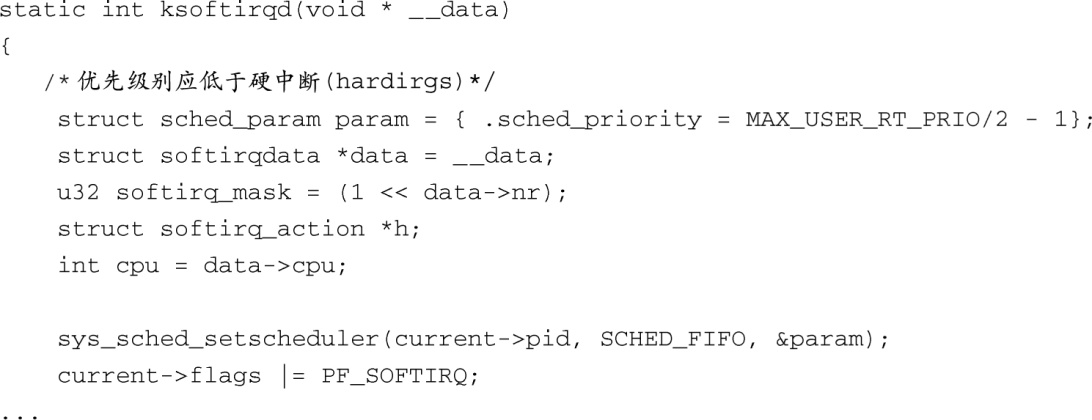 static int ksoftirqd(void * __data)
{
/*优先级别应低于硬中断(hardirgs)*/
struct sched_param param = { .sched_priority = MAX_USER_RT_PRIO/2 - 1};
struct softirqdata *data = __data;
u32 softirq_mask = (1 << data->nr);
struct softirq_action *h;
int cpu = data->cpu;
sys_sched_setscheduler(current->pid, SCHED_FIFO, &param);
current->flags |= PF_SOFTIRQ;
...